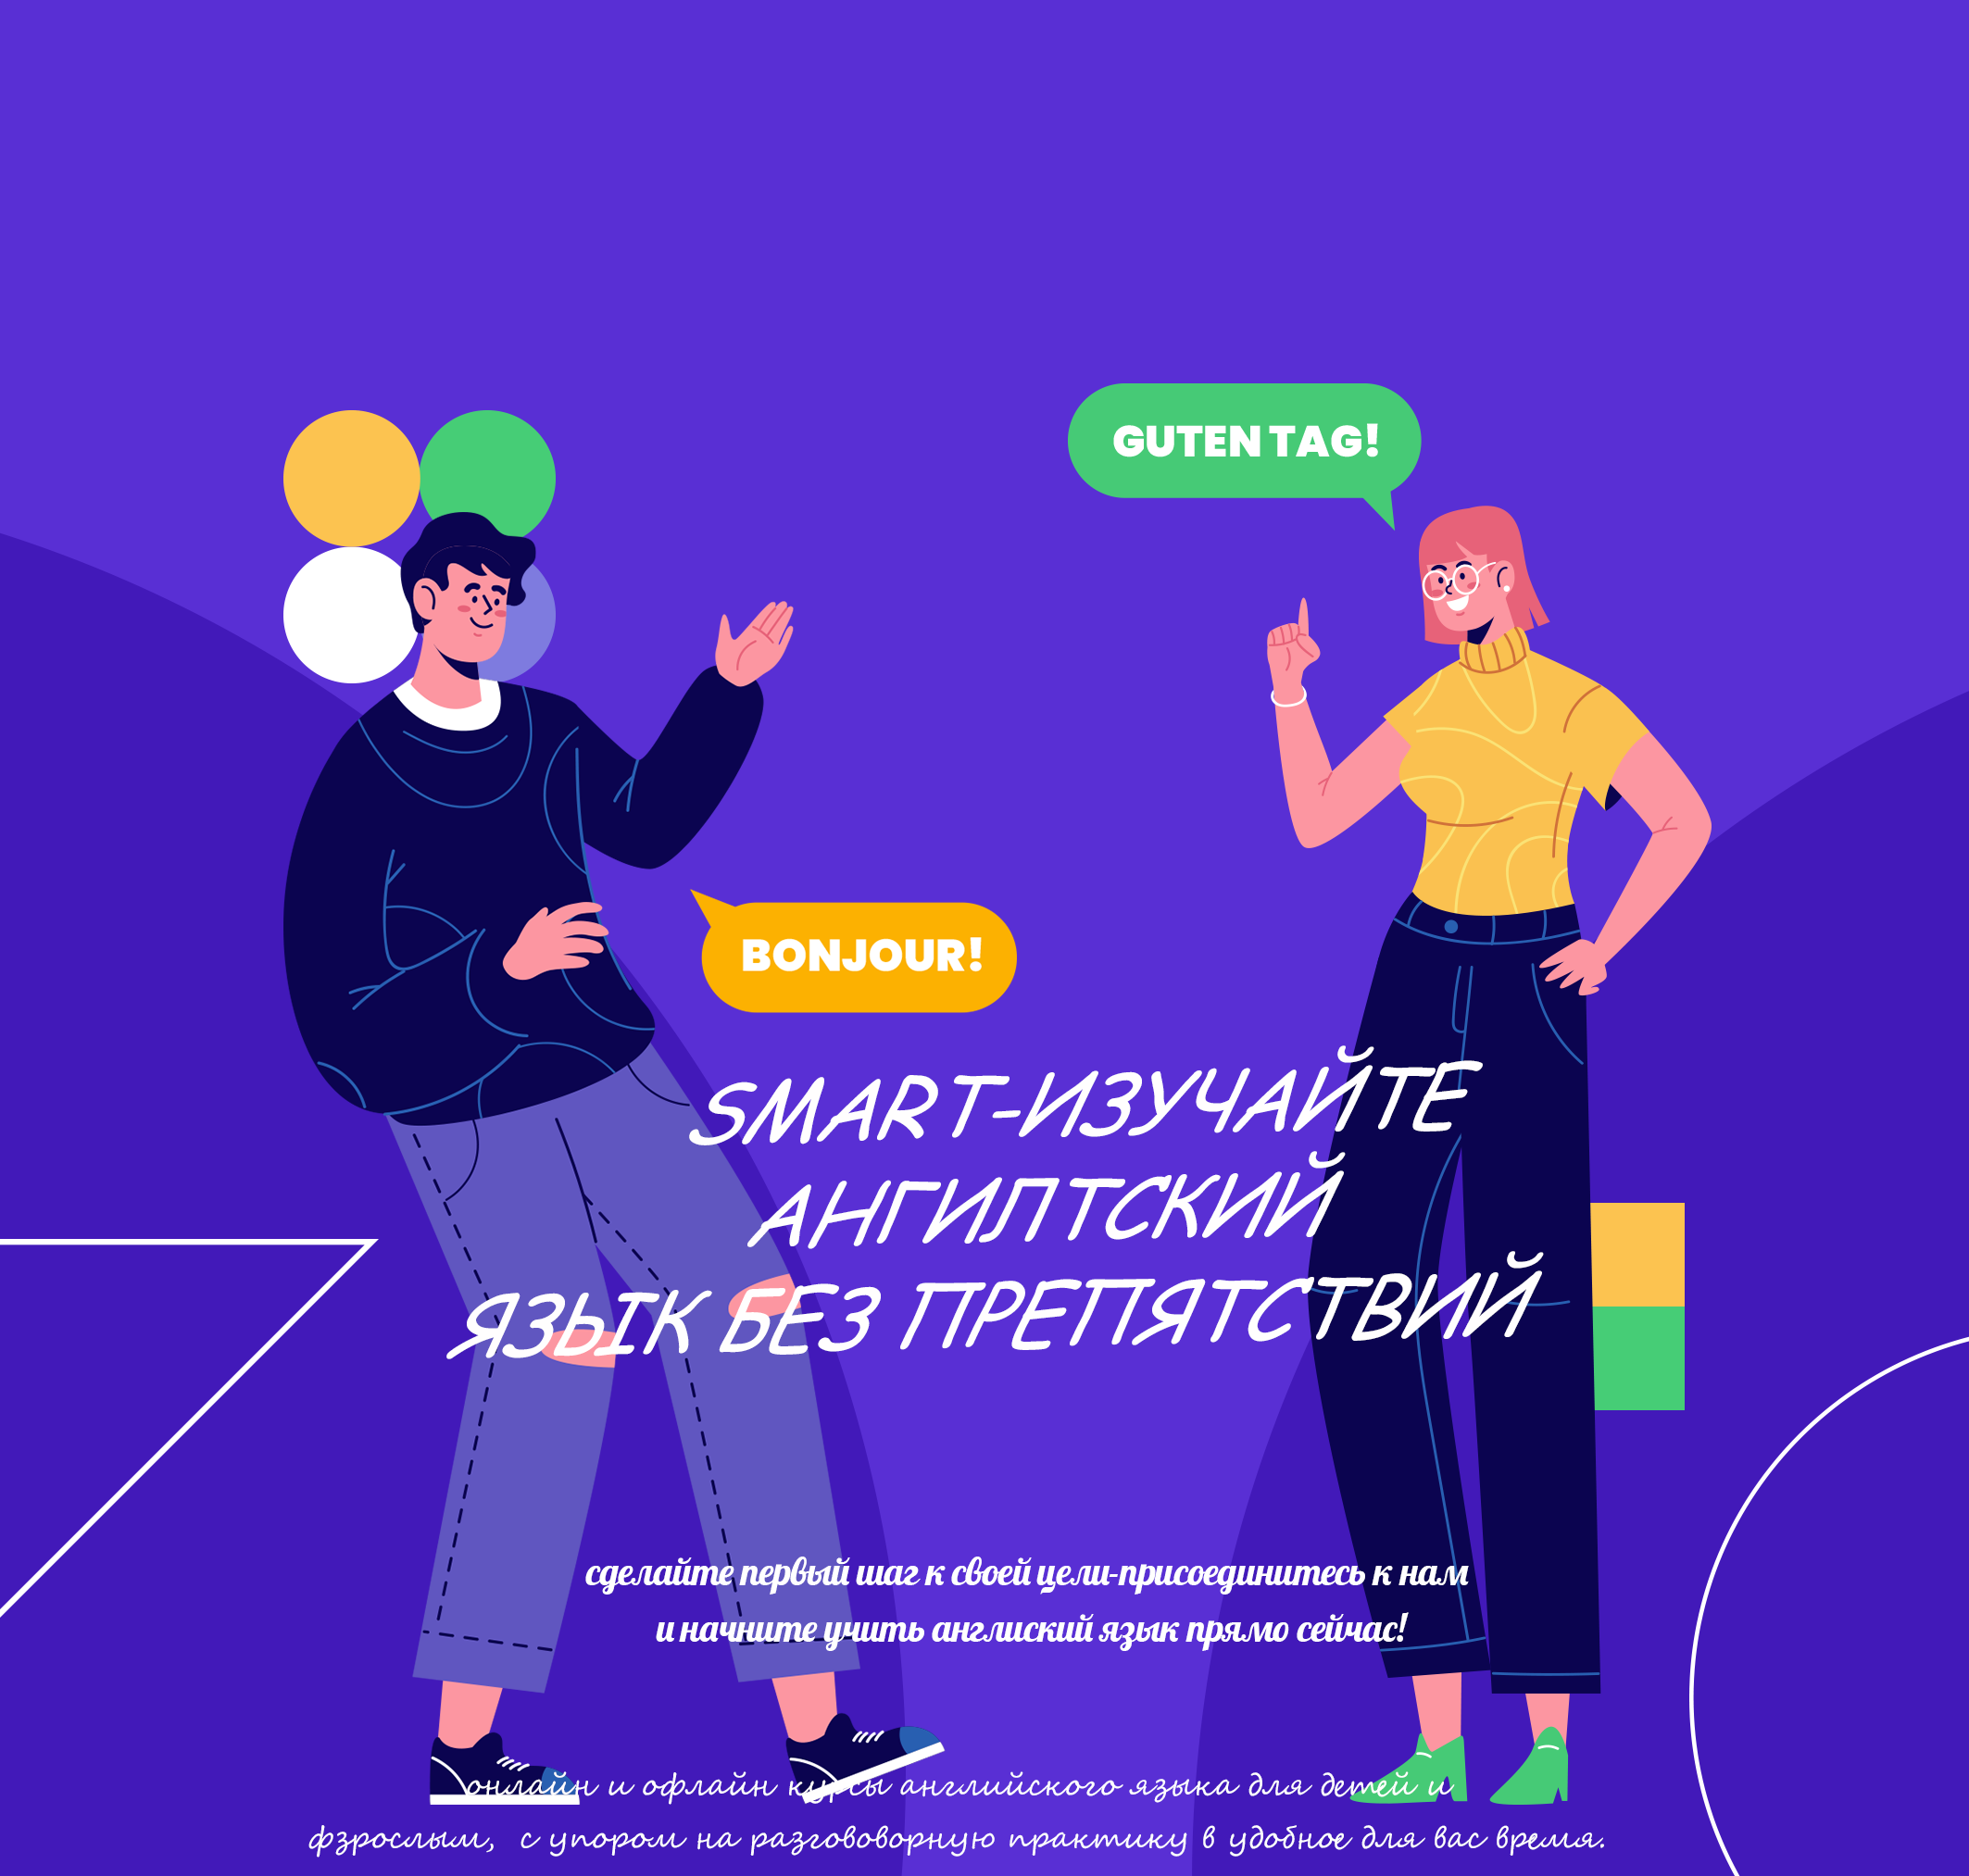 GUTEN TAG!
BONJOUR!
SMART-ИЗУЧАЙТЕ
АНГИЛТСКИЙ
ЯЗЫК БЕЗ ПРЕПЯТСТВИЙ
сделайте первый шаг к своей цели-присоединитесь к нам
и начните учить англиский язык прямо сейчас!
онлайн и офлайн курсы английского языка для детей и
фзрослым, с упором на разгововорную практику в удобное для вас время.